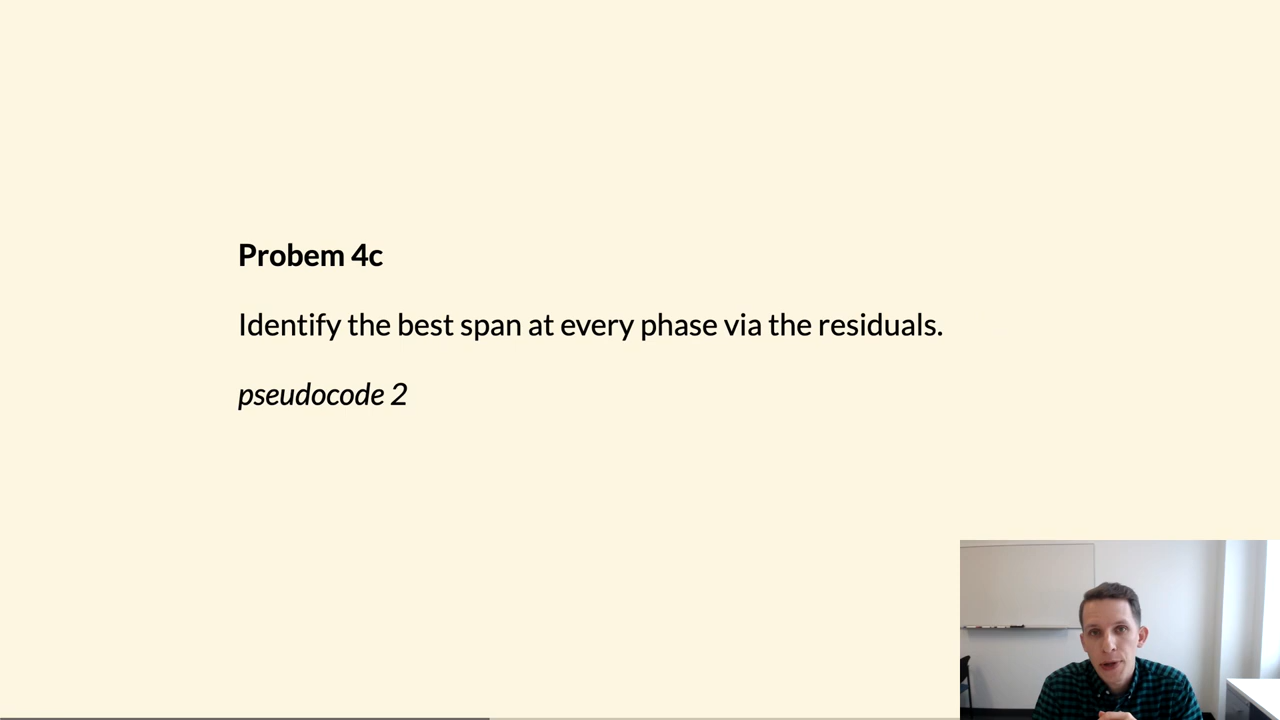 Probem 4c
Identify the best span at every phase via the residuals.
pseudocode 2